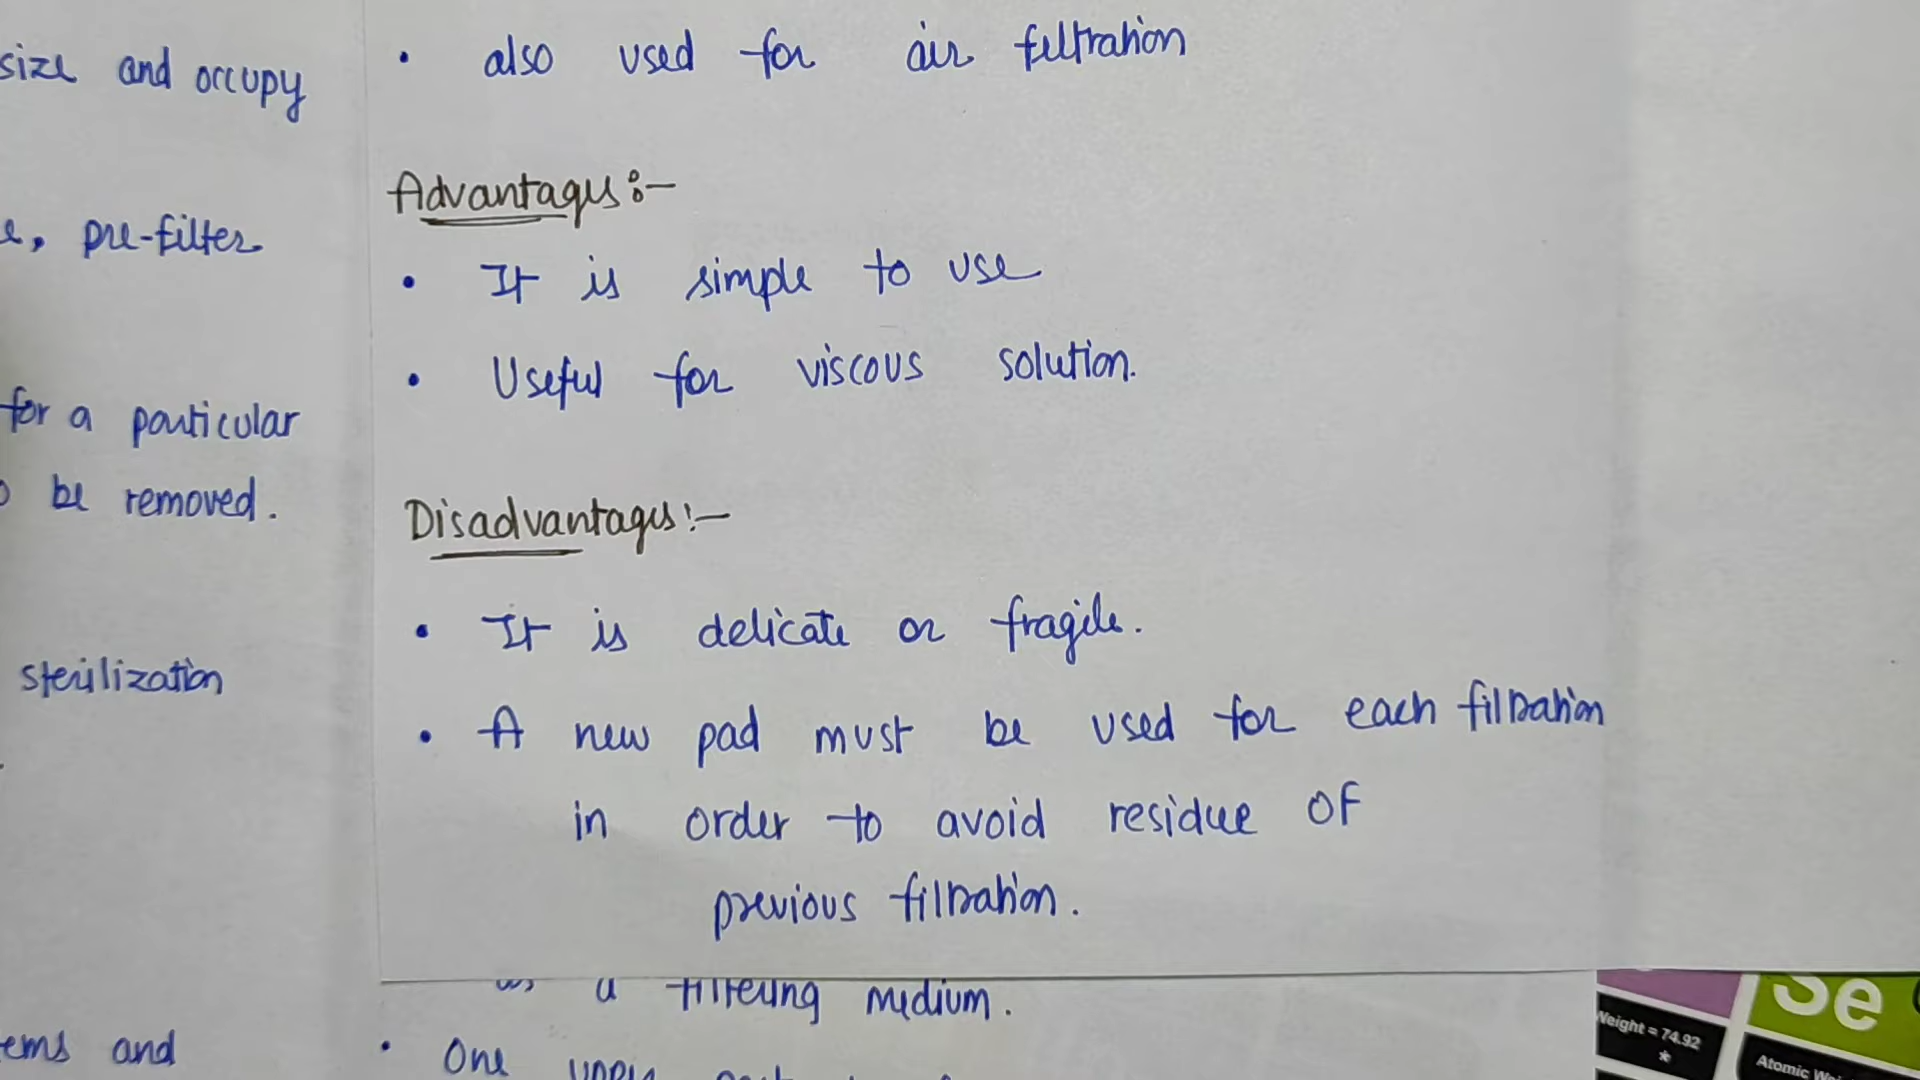 size and occupy
pre-filter
for a particular
be removed.
sterilization
ems and
• also used for air filtration
Advantages:-
• It is simple to use
• Useful for viscous solution.
Disadvantages:-
• It is delicate or fragile.
• A new pad must be used for each filtration
in order to avoid residue of
previous filtration.
a filtering medium.
• One
Se
Weight = 74.92
*
Atomic